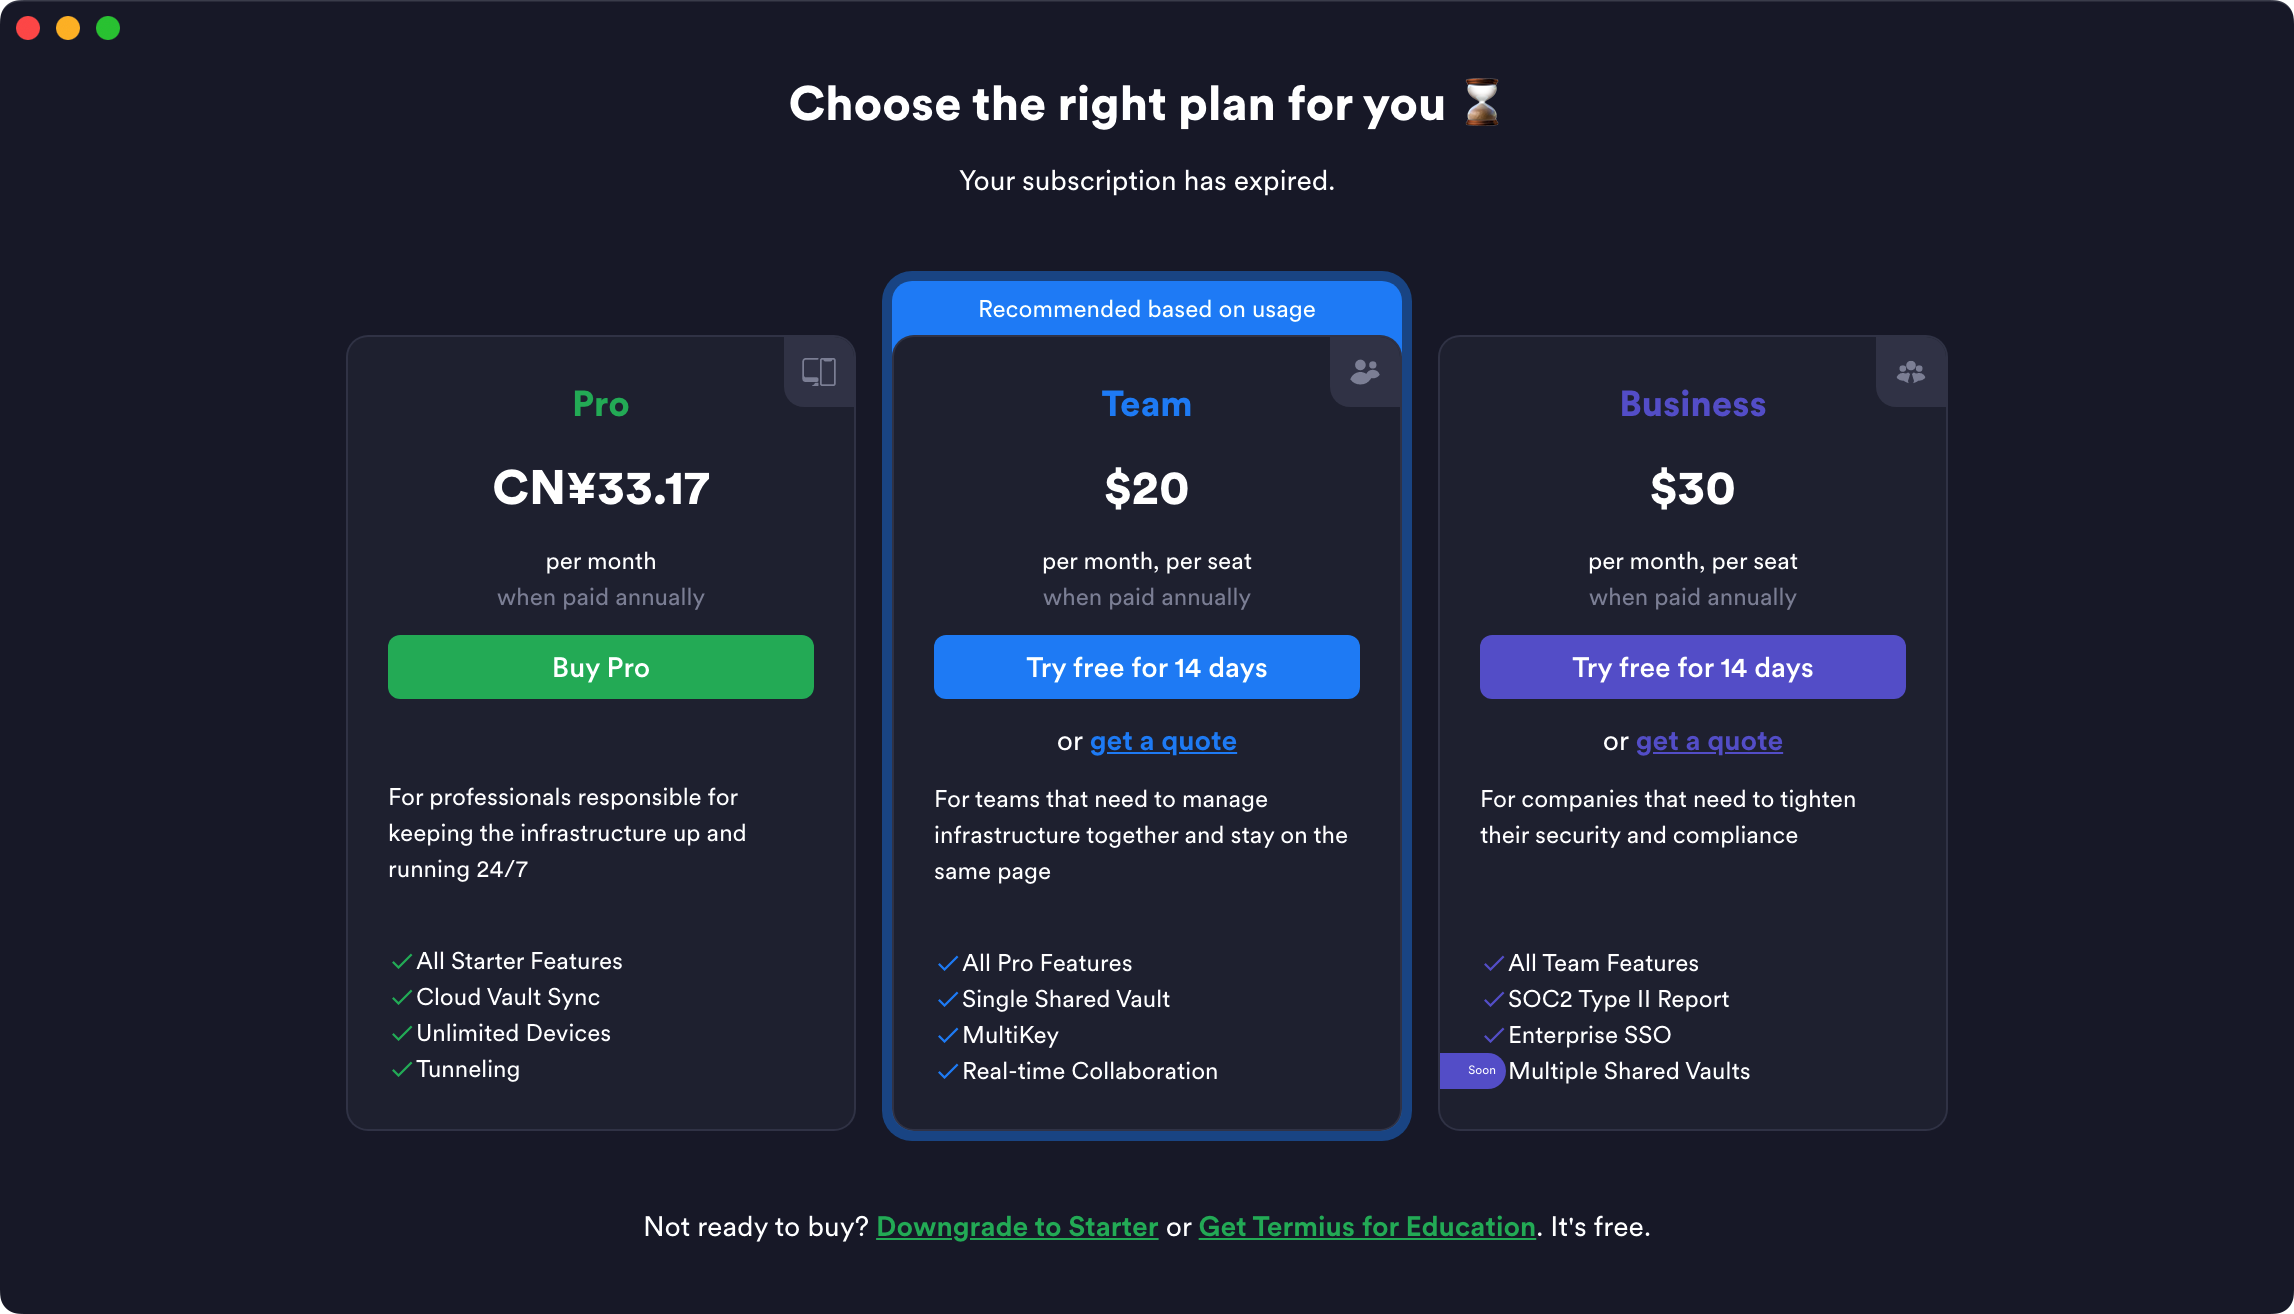 Choose the right plan for you ⏳
Your subscription has expired.
Pro
CN¥33.17
per month
when paid annually
Buy Pro
For professionals responsible for
keeping the infrastructure up and
running 24/7
All Starter Features
Cloud Vault Sync
Unlimited Devices
Tunneling
Recommended based on usage
Team
$20
per month, per seat
when paid annually
Try free for 14 days
or get a quote
For teams that need to manage
infrastructure together and stay on the
same page
All Pro Features
Single Shared Vault
MultiKey
Real-time Collaboration
Business
$30
per month, per seat
when paid annually
Try free for 14 days
or get a quote
For companies that need to tighten
their security and compliance
All Team Features
SOC2 Type II Report
Enterprise SSO
Soon Multiple Shared Vaults
Not ready to buy? Downgrade to Starter or Get Termius for Education. It's free.